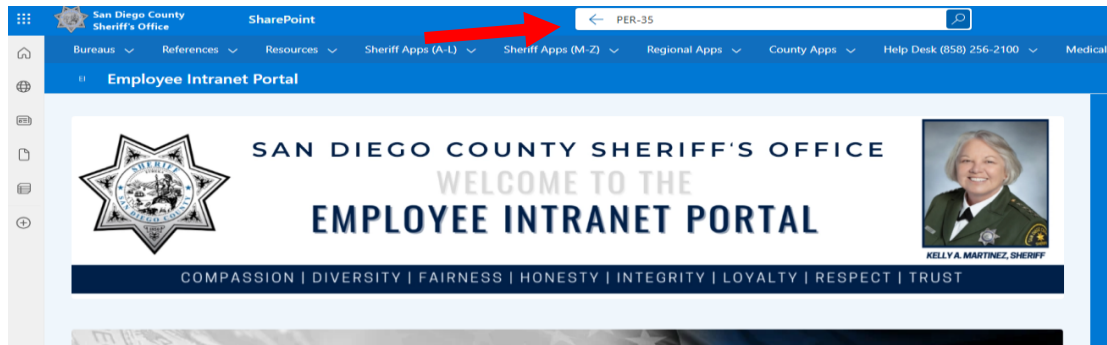 San Diego County
Sheriff's Office
SharePoint
PER-35
Bureaus References Resources Sheriff Apps (A-L) Sheriff Apps (M-Z) Regional Apps County Apps Help Desk (858) 256-2100 Medical
Employee Intranet Portal
SAN DIEGO COUNTY SHERIFF'S OFFICE
WELCOME TO THE
EMPLOYEE INTRANET PORTAL
SHERIFF
KELLY A. MARTINEZ, SHERIFF
COMPASSION | DIVERSITY | FAIRNESS | HONESTY | INTEGRITY | LOYALTY | RESPECT | TRUST